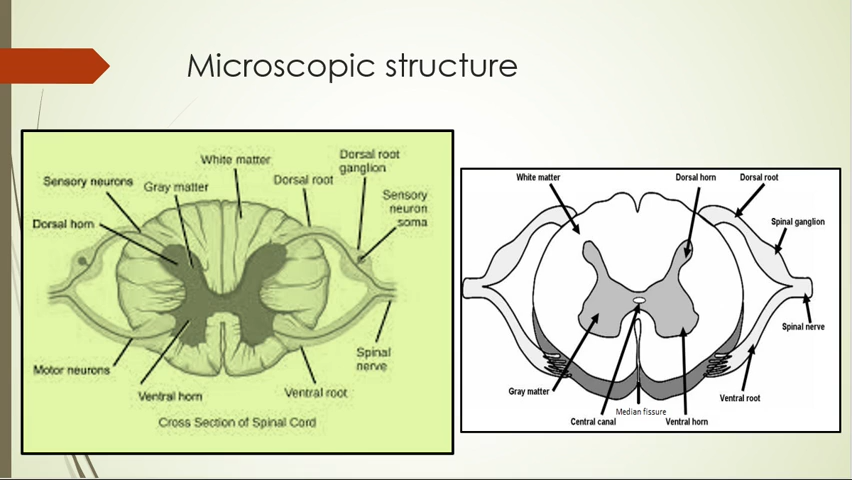 Microscopic structure
White matter
Dorsal root
ganglion
Sensory neurons
Gray matter
Dorsal root
Sensory
neuron
soma
Dorsal horn
Motor neurons
Ventral horn
Ventral root
Spinal
nerve
Cross Section of Spinal Cord
White matter
Dorsal horn
Dorsal root
Spinal ganglion
Spinal nerve
Gray matter
Ventral root
Median fissure
Central canal
Ventral horn